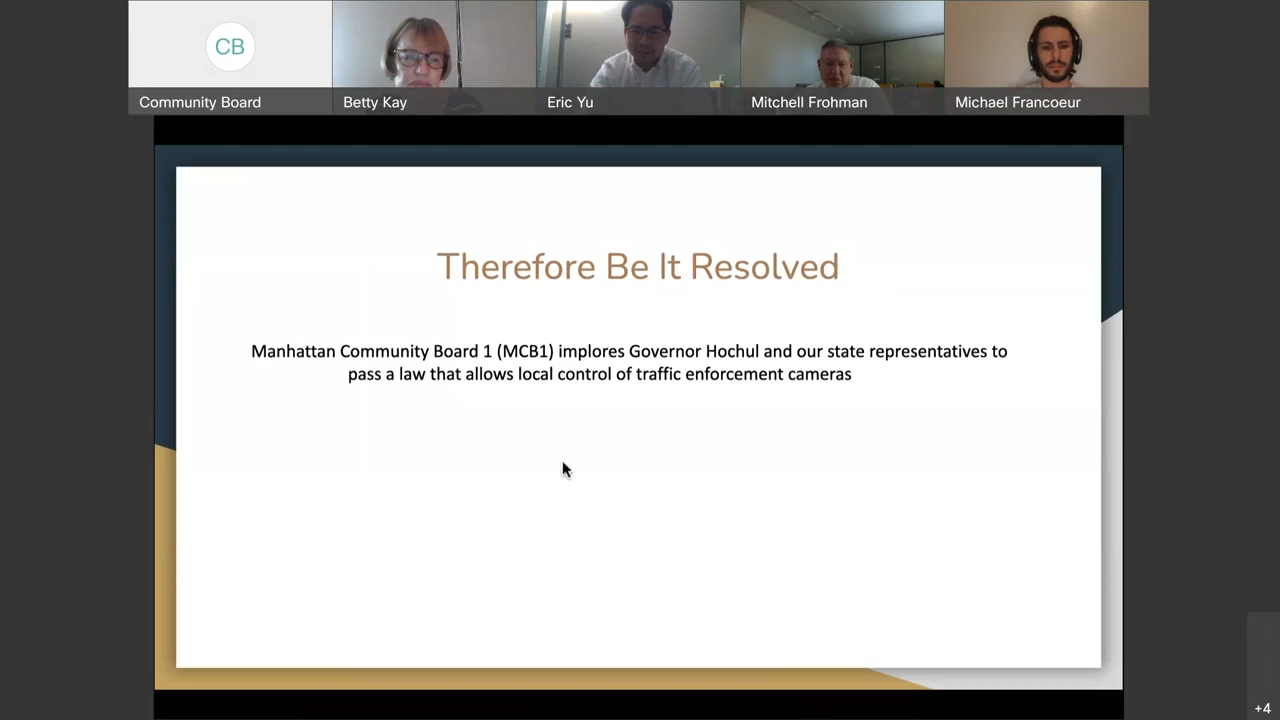 CB
Community Board
Betty Kay
Eric Yu
Mitchell Frohman
Michael Francoeur
Therefore Be It Resolved
Manhattan Community Board 1 (MCB1) implores Governor Hochul and our state representatives to
pass a law that allows local control of traffic enforcement cameras
+4